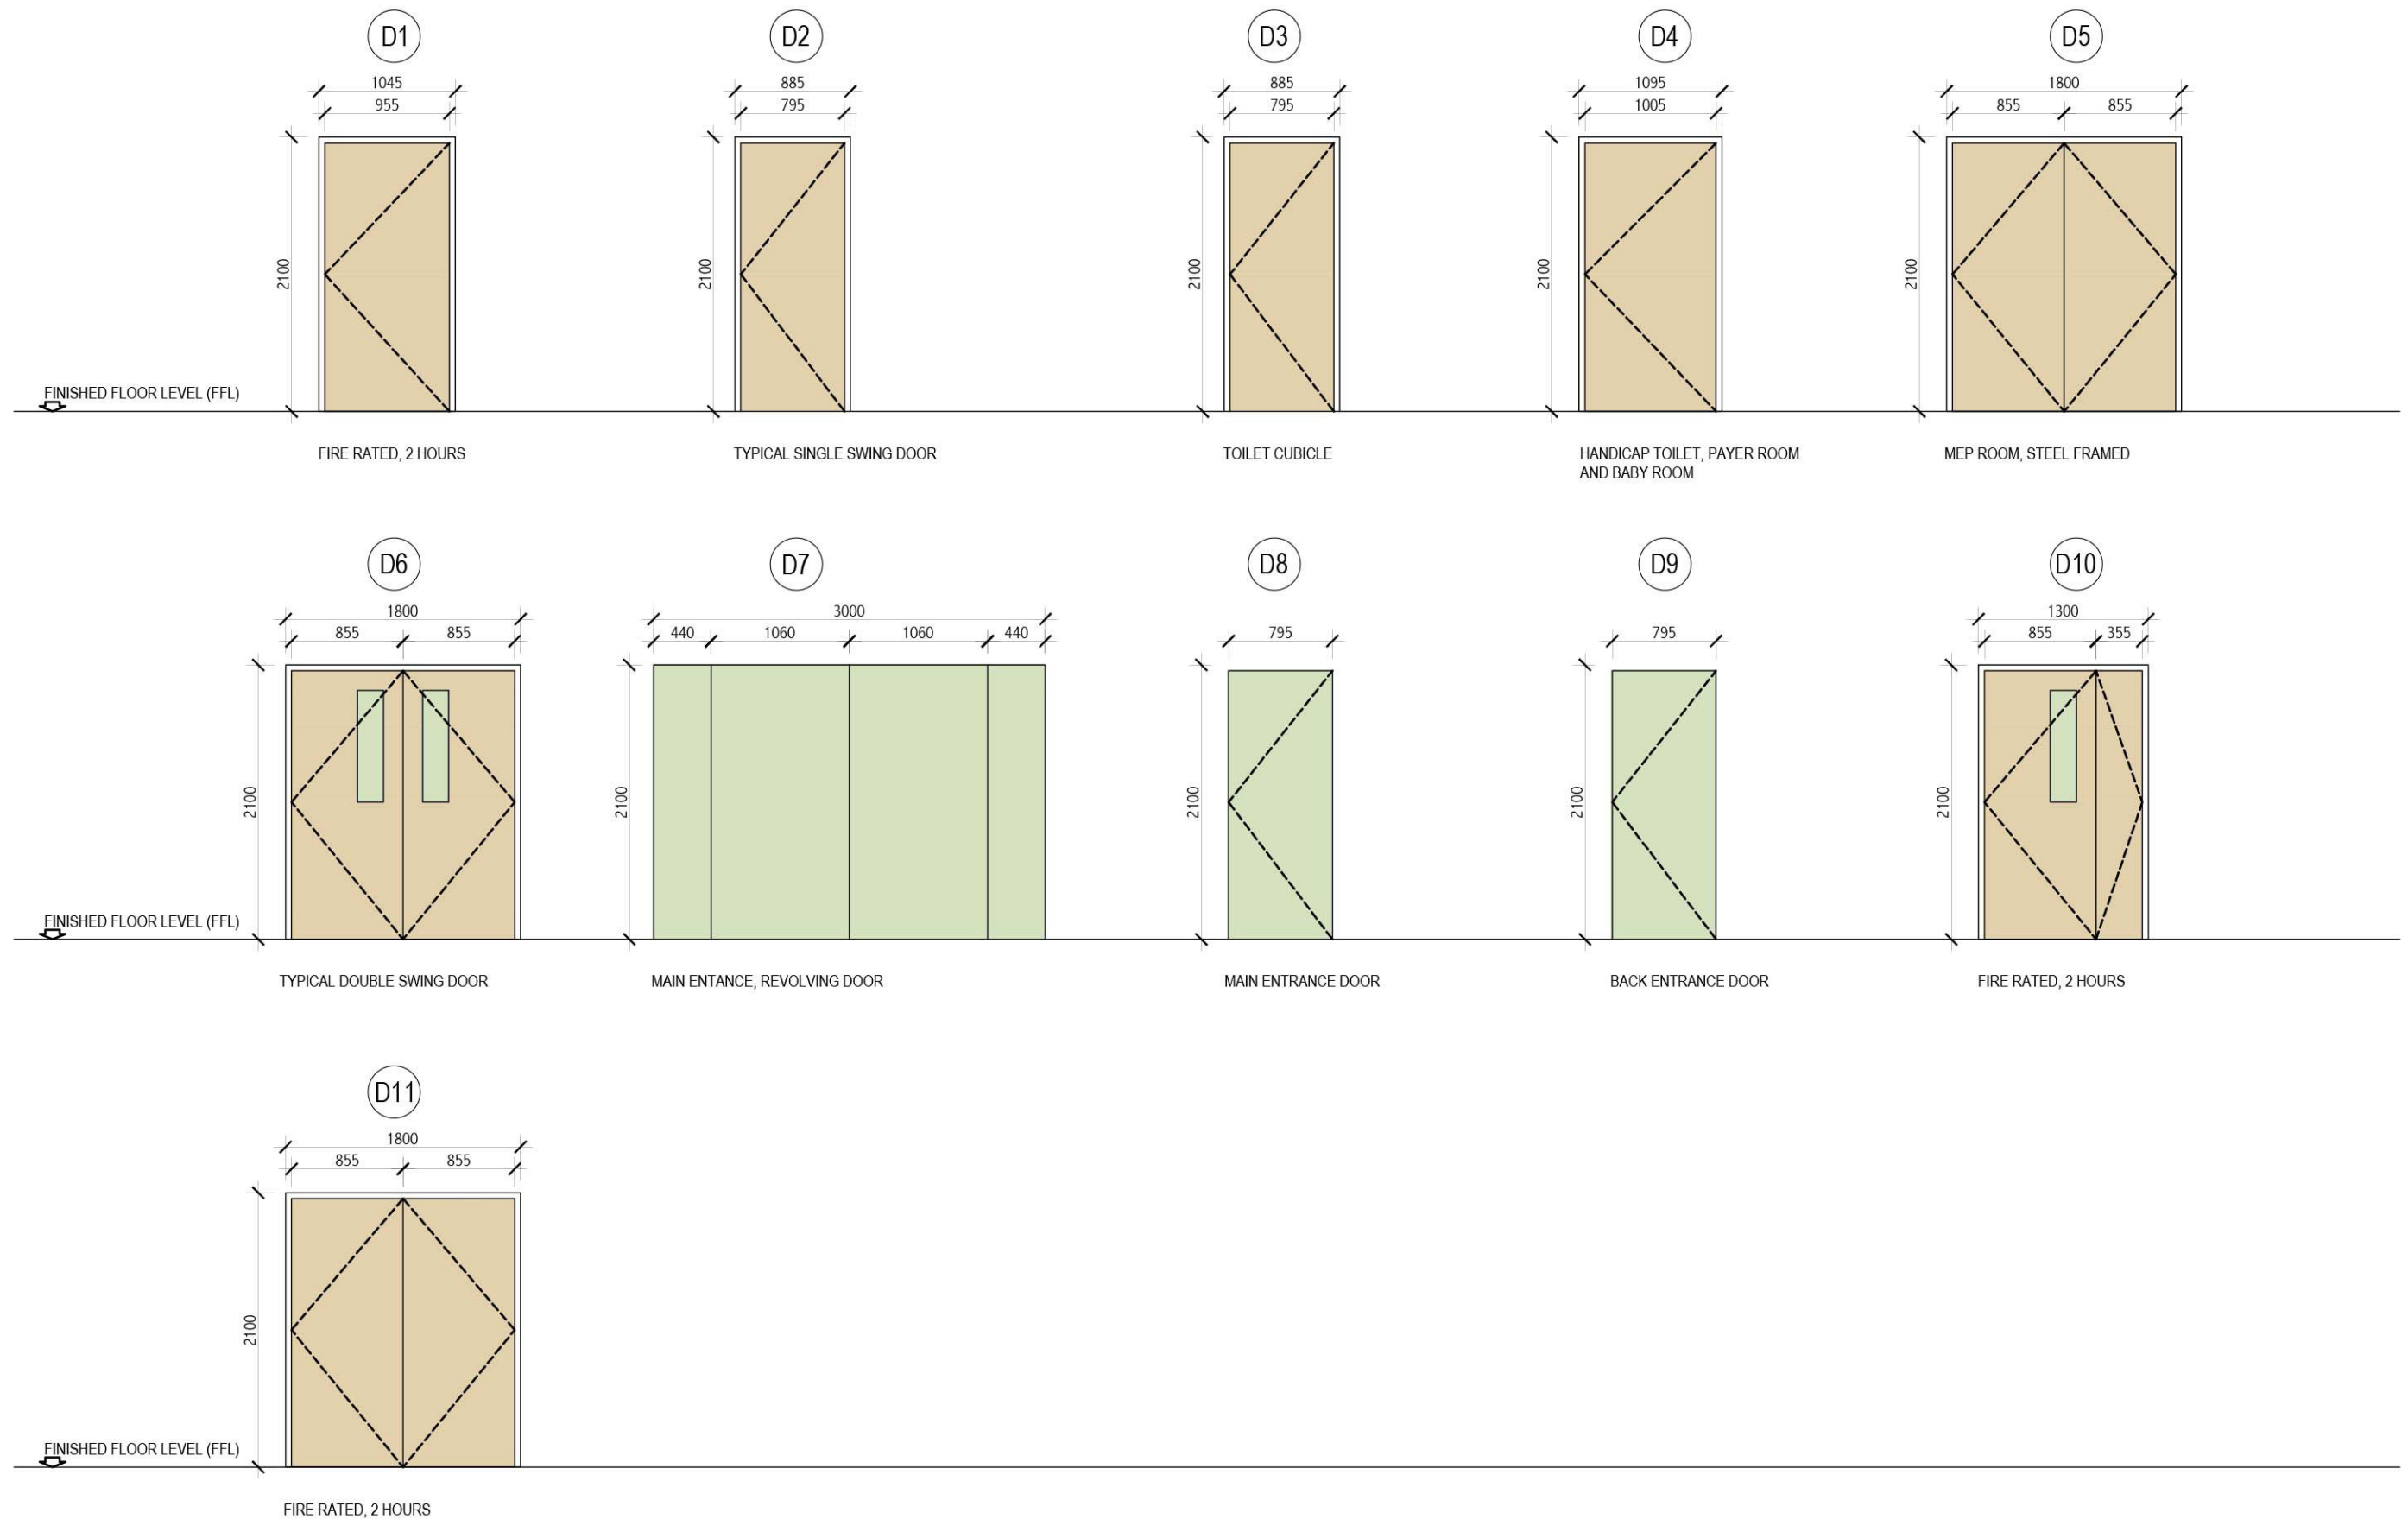 D1
D2
D3
D4
D5
1045
885
885
1095
1800
955
795
795
1005
855
855
2100
2100
2100
2100
2100
FINISHED FLOOR LEVEL (FFL)
FIRE RATED, 2 HOURS
TYPICAL SINGLE SWING DOOR
TOILET CUBICLE
HANDICAP TOILET, PAYER ROOM
AND BABY ROOM
MEP ROOM, STEEL FRAMED
D6
D7
D8
D9
D10
1800
3000
1300
855
855
440
1060
1060
440
795
795
855
355
2100
2100
2100
2100
2100
FINISHED FLOOR LEVEL (FFL)
TYPICAL DOUBLE SWING DOOR
MAIN ENTANCE, REVOLVING DOOR
MAIN ENTRANCE DOOR
BACK ENTRANCE DOOR
FIRE RATED, 2 HOURS
D11
1800
855
855
2100
FINISHED FLOOR LEVEL (FFL)
FIRE RATED, 2 HOURS